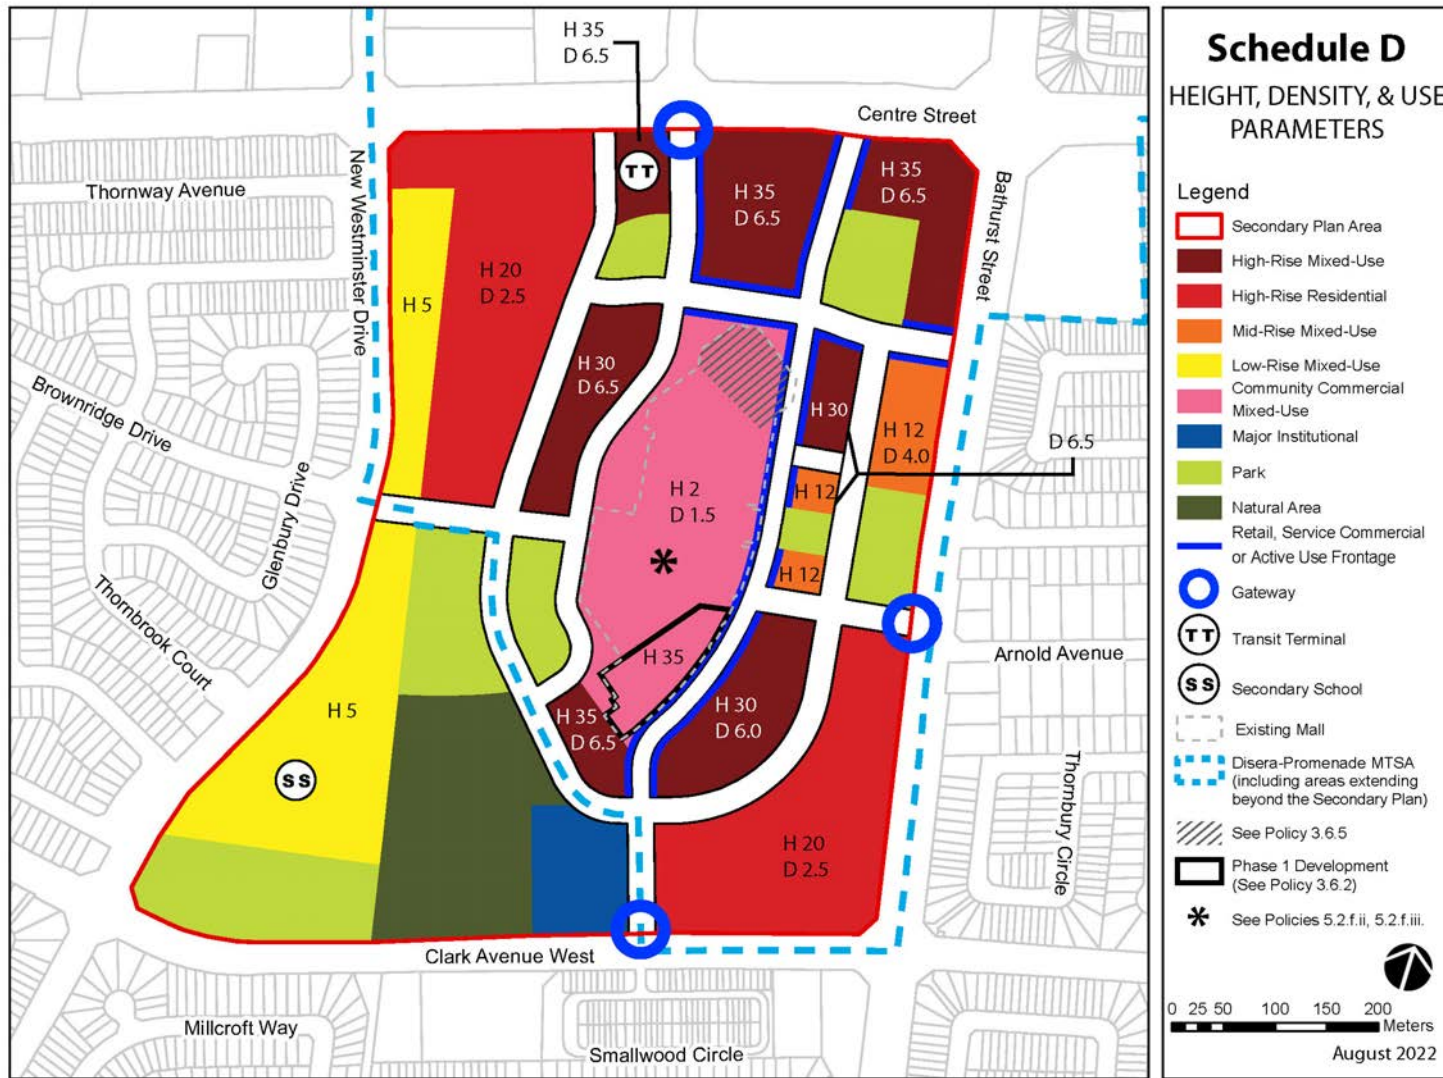 H 35
D 6.5
Centre Street
Thornway Avenue
New Westminster Drive
Bathurst Street
H 35
D 6.5
H 35
D 6.5
H 20
D 2.5
H 5
H 30
D 6.5
TT
H 30
H 12
D 4.0
D 6.5
Brownridge Drive
Glenbury Drive
H 2
D 1.5
*
H 12
H 12
Thornbrook Court
Arnold Avenue
H 35
H 5
H 35
D 6.5
H 30
D 6.0
SS
Thornbury Circle
H 20
D 2.5
Clark Avenue West
Millcroft Way
Smallwood Circle
Schedule D
HEIGHT, DENSITY, & USE
PARAMETERS
Legend
Secondary Plan Area
High-Rise Mixed-Use
High-Rise Residential
Mid-Rise Mixed-Use
Low-Rise Mixed-Use
Community Commercial
Mixed-Use
Major Institutional
Park
Natural Area
Retail, Service Commercial
or Active Use Frontage
Gateway
TT Transit Terminal
SS Secondary School
Existing Mall
Disera-Promenade MTSA
(including areas extending
beyond the Secondary Plan)
See Policy 3.6.5
Phase 1 Development
(See Policy 3.6.2)
* See Policies 5.2.f.ii, 5.2.f.iii.
0 25 50 100 150 200
Meters
August 2022